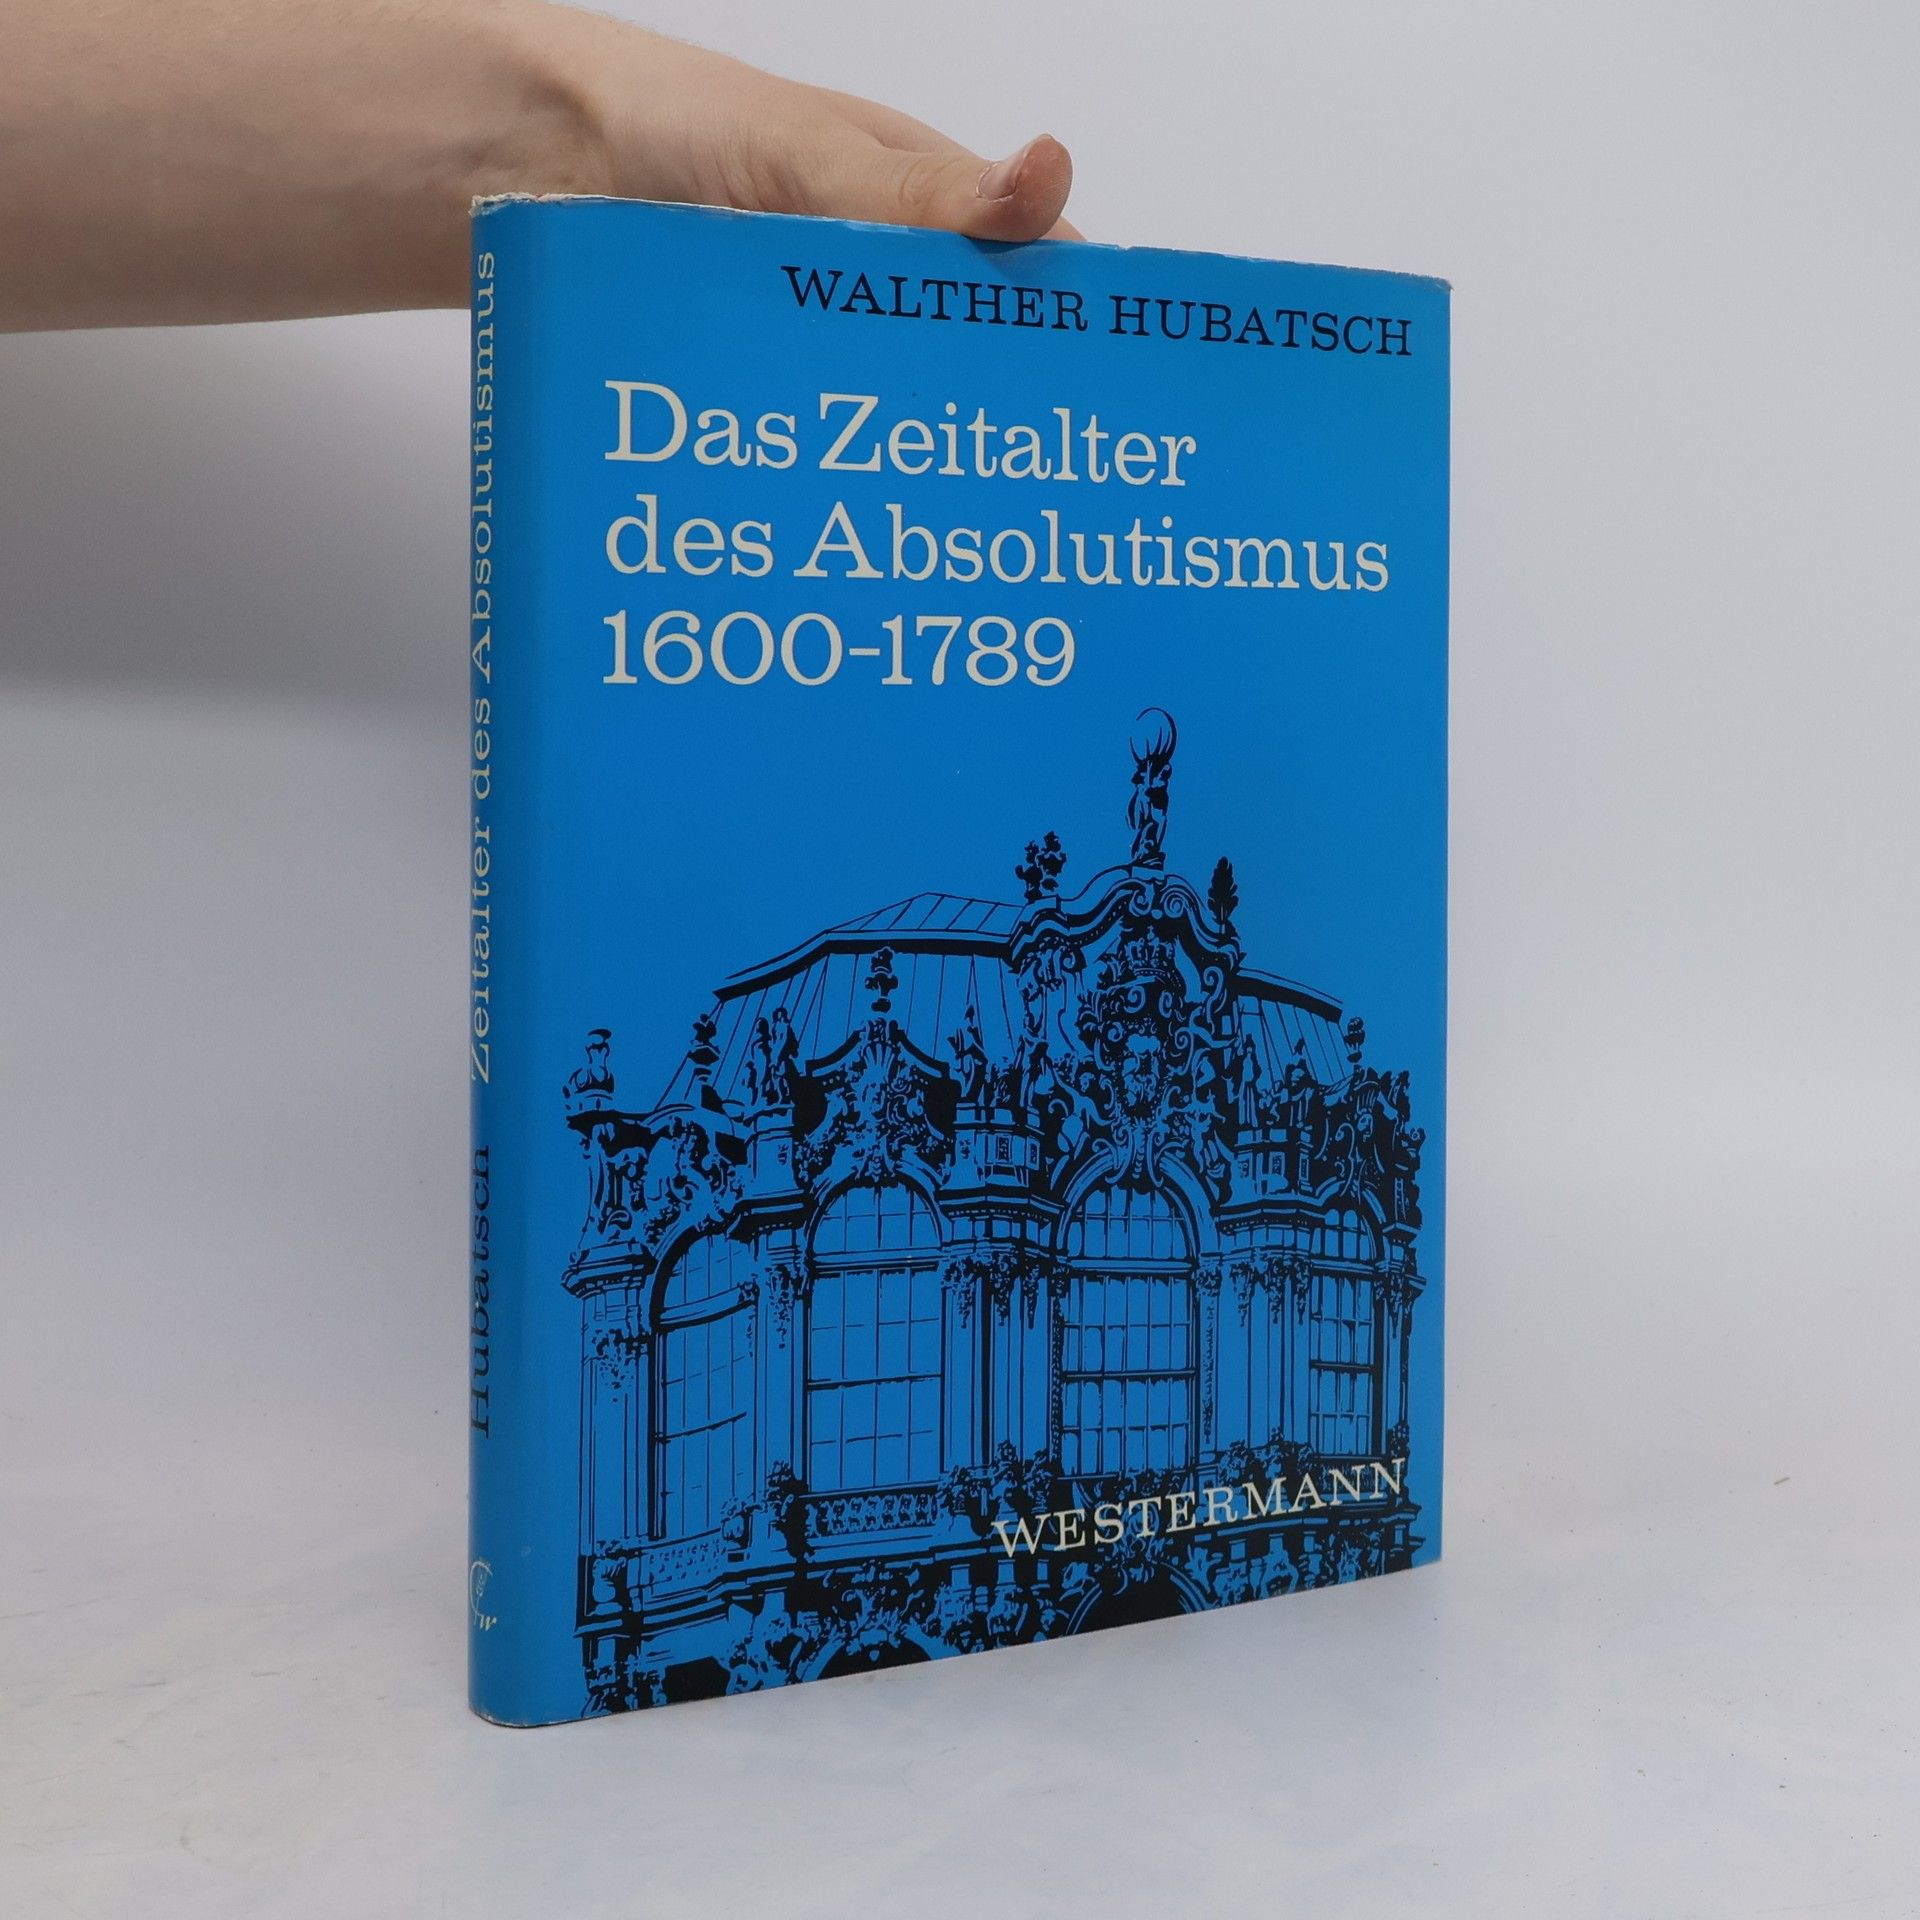 WALTHER HUBATSCH
Das Zeitalter
des Absolutismus
1600-1789
WESTERMANN
Hubatsch Zeitalter des Absolutismus